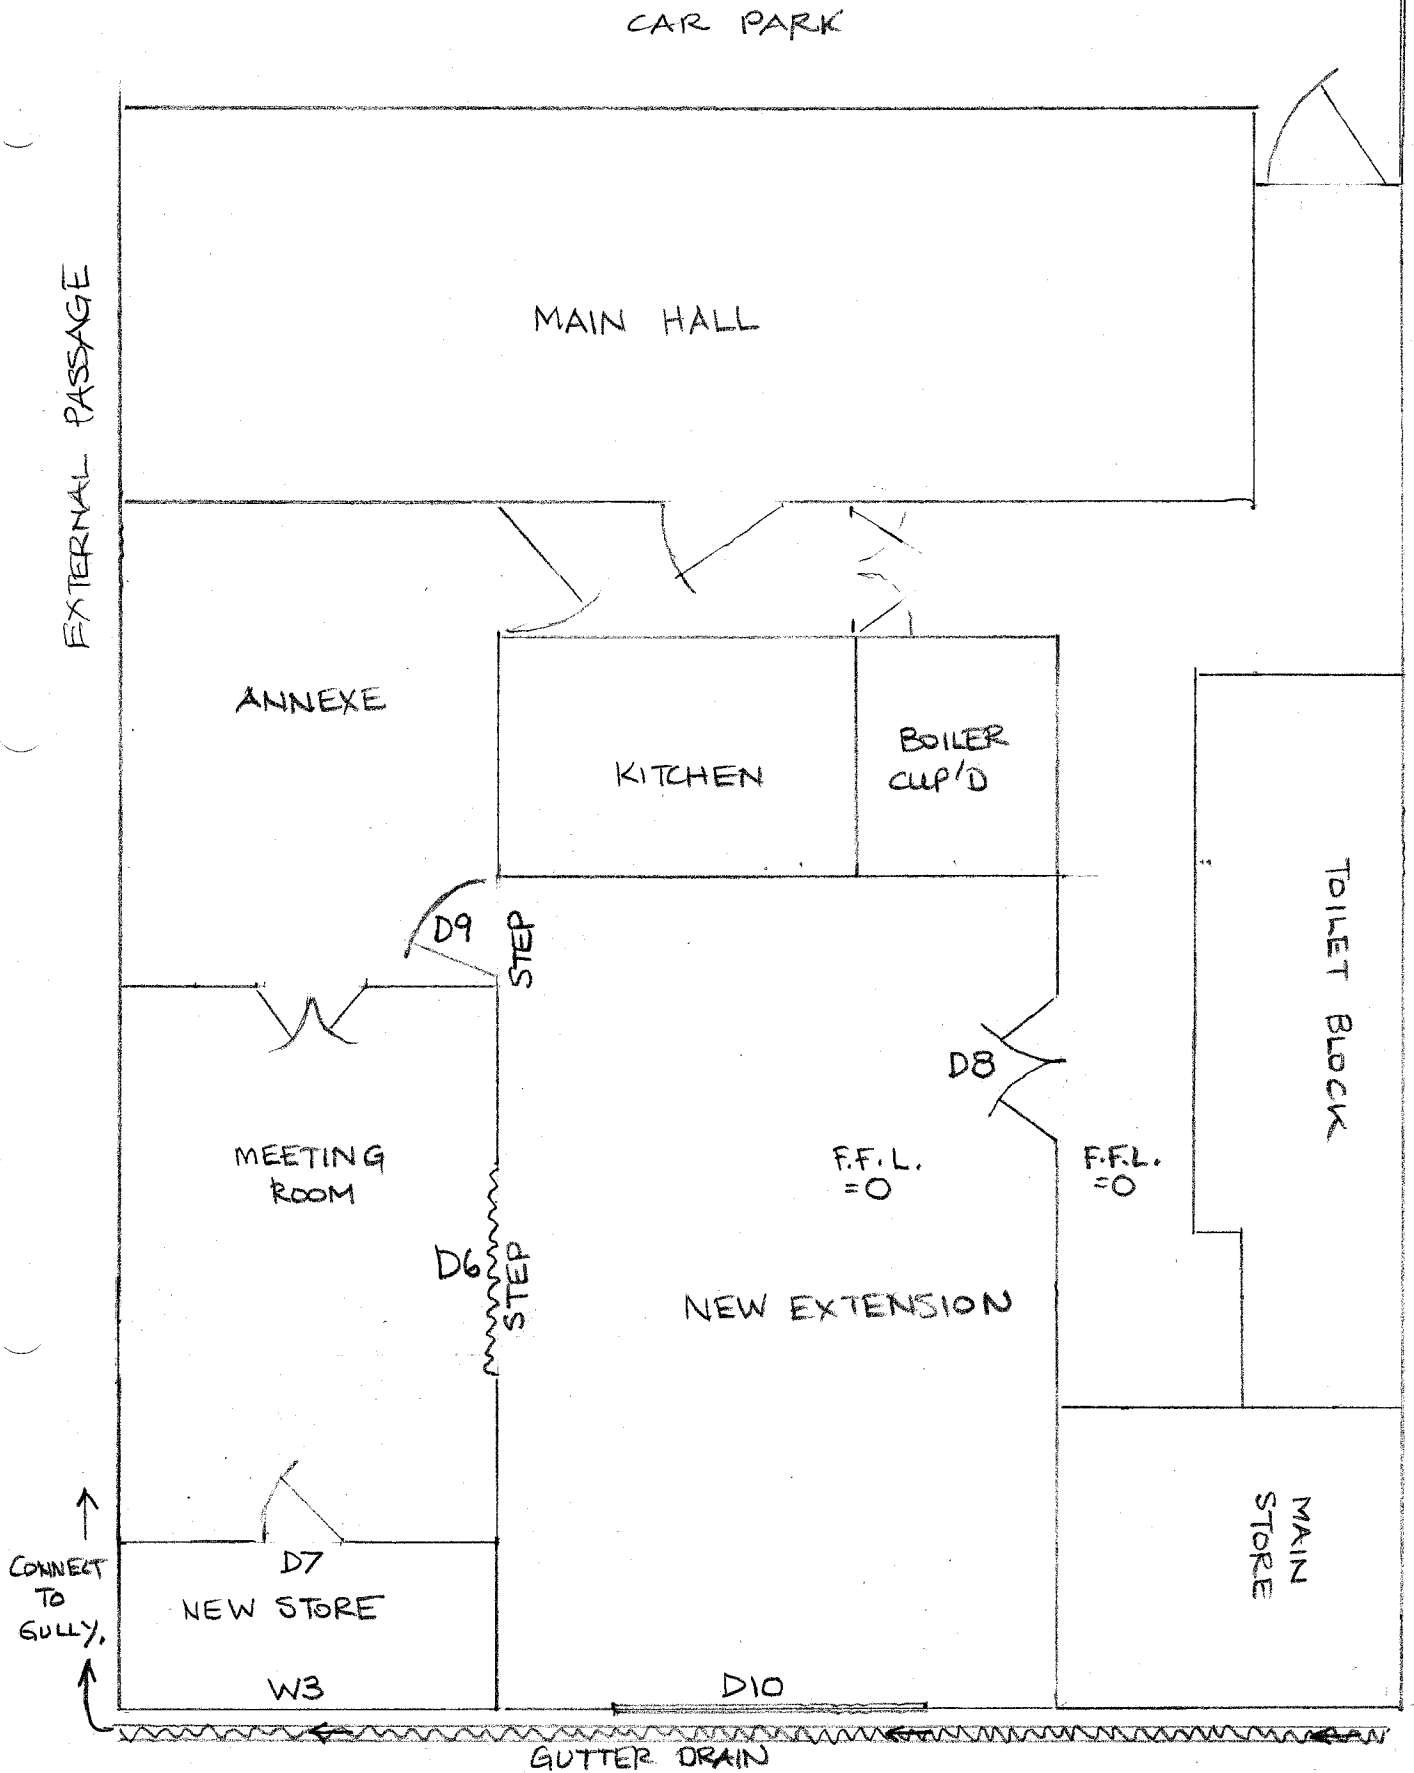 CAR PARK
EXTERNAL PASSAGE
MAIN HALL
ANNEXE
KITCHEN
BOILER
CUP'D
TOILET BLOCK
D9
STEP
D8
MEETING
ROOM
F.F.L.
=0
F.F.L.
=0
D6
STEP
NEW EXTENSION
MAIN
STORE
CONNECT
TO
GULLY.
D7
NEW STORE
W3
D10
GUTTER DRAIN